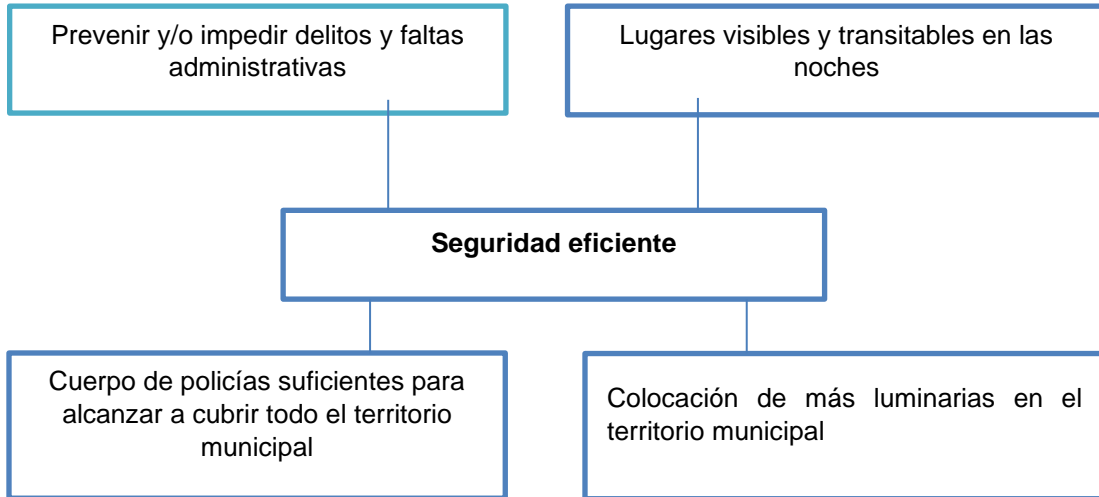 Prevenir y/o impedir delitos y faltas
administrativas
Lugares visibles y transitables en las
noches
Seguridad eficiente
Cuerpo de policías suficientes para
alcanzar a cubrir todo el territorio
municipal
Colocación de más luminarias en el
territorio municipal